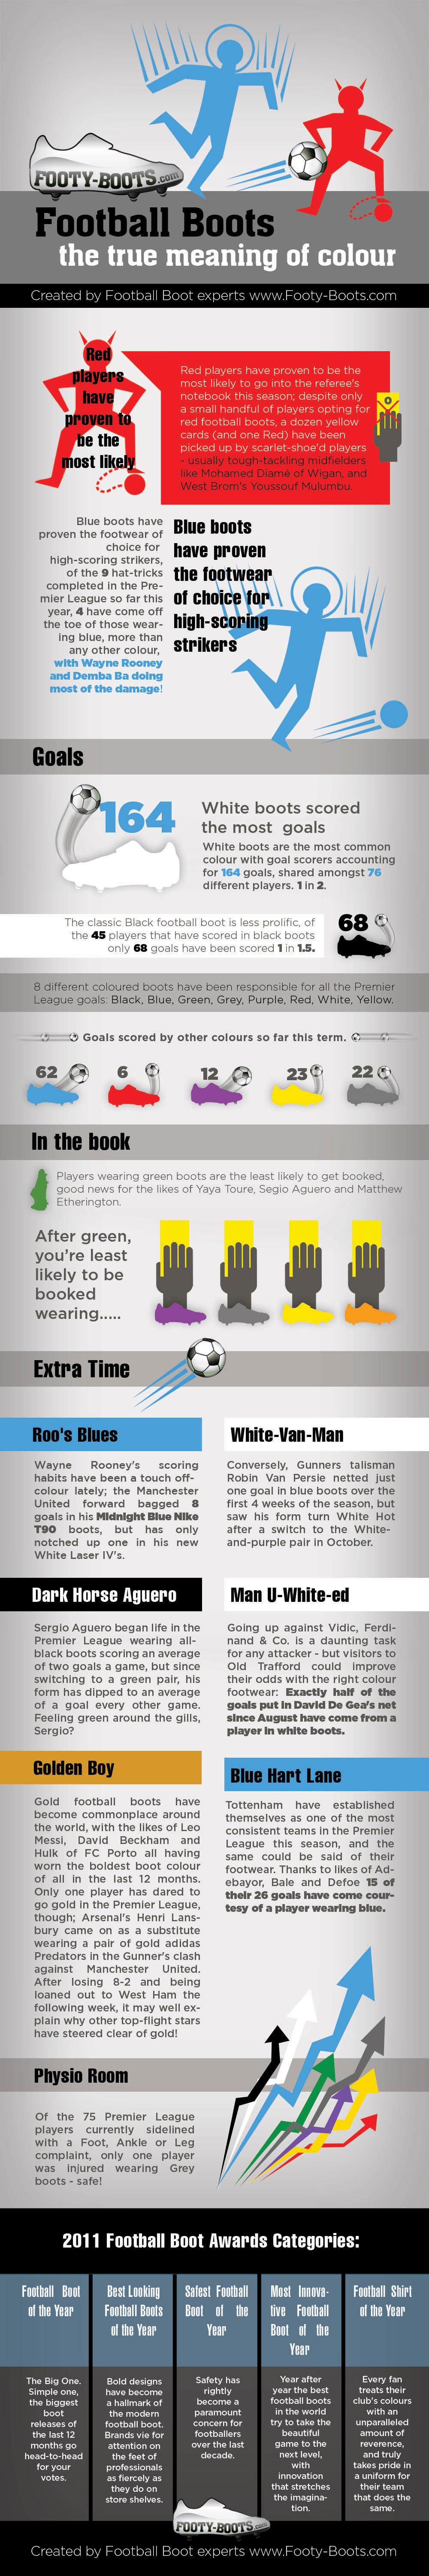 FOOTY-BOOTS.com
Football Boots
the true meaning of colour
Created by Football Boot experts www.Footy-Boots.com
Red
players
have
proven to
be the
most likely
Red players have proven to be the
most likely to go into the referee's
notebook this season; despite only
a small handful of players opting for
red football boots, a dozen yellow
cards (and one Red) have been
picked up by scarlet-shoe'd players
- usually tough-tackling midfielders
like Mohamed Diamé of Wigan, and
West Brom's Youssouf Mulumbu.
Blue boots have
proven the footwear of
choice for
high-scoring strikers,
of the 9 hat-tricks
completed in the Pre-
mier League so far this
year, 4 have come off
the toe of those wear-
ing blue, more than
any other colour,
with Wayne Rooney
and Demba Ba doing
most of the damage!
Blue boots
have proven
the footwear
of choice for
high-scoring
strikers
Goals
164
White boots scored
the most goals
White boots are the most common
colour with goal scorers accounting
for 164 goals, shared amongst 76
different players. 1 in 2.
The classic Black football boot is less prolific, of
the 45 players that have scored in black boots
only 68 goals have been scored 1 in 1.5.
68
8 different coloured boots have been responsible for all the Premier
League goals: Black, Blue, Green, Grey, Purple, Red, White, Yellow.
Goals scored by other colours so far this term.
62 6 12 23 22
In the book
Players wearing green boots are the least likely to get booked,
good news for the likes of Yaya Toure, Segio Aguero and Matthew
Etherington.
After green,
you're least
likely to be
booked
wearing.....
Extra Time
Roo's Blues
Wayne Rooney's scoring
habits have been a touch off-
colour lately; the Manchester
United forward bagged 8
goals in his Midnight Blue Nike
T90 boots, but has only
notched up one in his new
White Laser IV's.
White-Van-Man
Conversely, Gunners talisman
Robin Van Persie netted just
one goal in blue boots over the
first 4 weeks of the season, but
saw his form turn White Hot
after a switch to the White-
and-purple pair in October.
Dark Horse Aguero
Sergio Aguero began life in the
Premier League wearing all-
black boots scoring an average
of two goals a game, but since
switching to a green pair, his
form has dipped to an average
of a goal every other game.
Feeling green around the gills,
Sergio?
Man U-White-ed
Going up against Vidic, Ferdi-
nand & Co. is a daunting task
for any attacker - but visitors to
Old Trafford could improve
their odds with the right colour
footwear: Exactly half of the
goals put in David De Gea's net
since August have come from a
player in white boots.
Golden Boy
Gold football boots have
become commonplace around
the world, with the likes of Leo
Messi, David Beckham and
Hulk of FC Porto all having
worn the boldest boot colour
of all in the last 12 months.
Only one player has dared to
go gold in the Premier League,
though; Arsenal's Henri Lans-
bury came on as a substitute
wearing a pair of gold adidas
Predators in the Gunner's clash
against Manchester United.
After losing 8-2 and being
loaned out to West Ham the
following week, it may well ex-
plain why other top-flight stars
have steered clear of gold!
Blue Hart Lane
Tottenham have established
themselves as one of the most
consistent teams in the Premier
League this season, and the
same could be said of their
footwear. Thanks to likes of Ad-
ebayor, Bale and Defoe 15 of
their 26 goals have come cour-
tesy of a player wearing blue.
Physio Room
Of the 75 Premier League
players currently sidelined
with a Foot, Ankle or Leg
complaint, only one player
was injured wearing Grey
boots - safe!
2011 Football Boot Awards Categories:
Football Boot
of the Year
The Big One.
Simple one,
the biggest
boot
releases of
the last 12
months go
head-to-head
for your
votes.
Best Looking
Football Boots
of the Year
Bold designs
have become
a hallmark of
the modern
football boot.
Brands vie for
attention on
the feet of
professionals
as fiercely as
they do on
store shelves.
Safest Football
Boot of the
Year
Safety has
rightly
become a
paramount
concern for
footballers
over the last
decade.
Most Innova-
tive Football
Boot of the
Year
Year after
year the best
football boots
in the world
try to take the
beautiful
game to the
next level,
with
innovation
that stretches
the imagina-
tion.
Football Shirt
of the Year
Every fan
treats their
club's colours
with an
unparalleled
amount of
reverence,
and truly
takes pride in
a uniform for
their team
that does the
same.
FOOTY-BOOTS.com
Created by Football Boot experts www.Footy-Boots.com